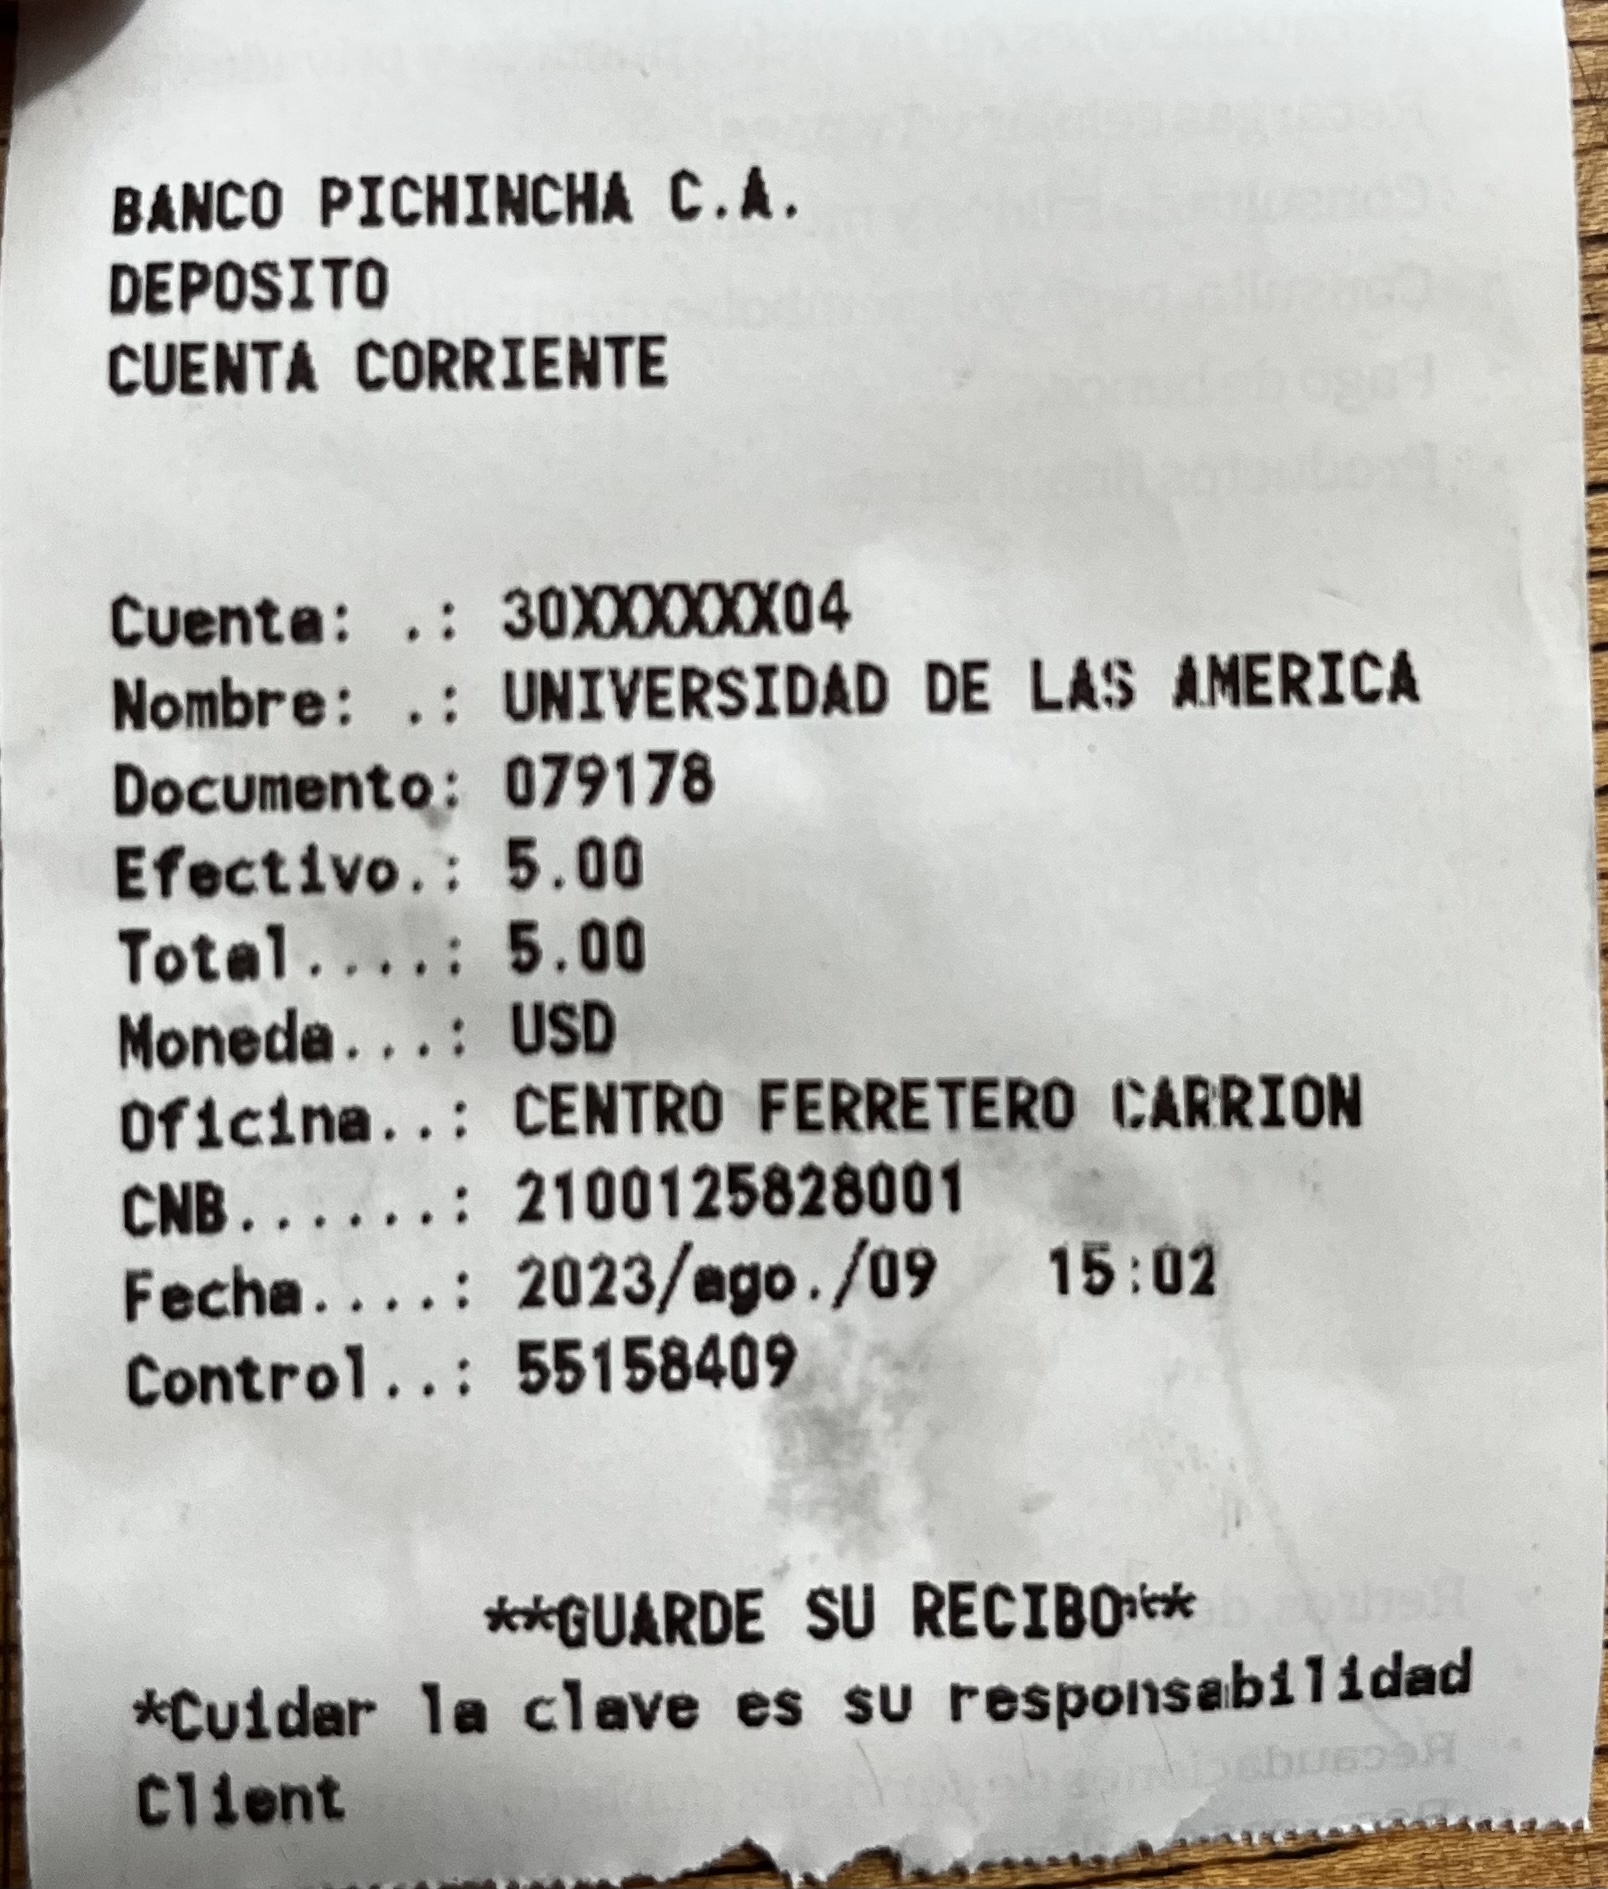 BANCO PICHINCHA C.A.
DEPOSITO
CUENTA CORRIENTE
Cuenta: .: 30XXXXXX04
Nombre: .: UNIVERSIDAD DE LAS AMERICA
Documento: 079178
Efectivo.: 5.00
Total....: 5.00
Moneda...: USD
Oficina..: CENTRO FERRETERO CARRION
CNB......: 2100125828001
Fecha....: 2023/ago./09 15:02
Control..: 55158409
**GUARDE SU RECIBO**
*Cuidar la clave es su responsabilidad
Client